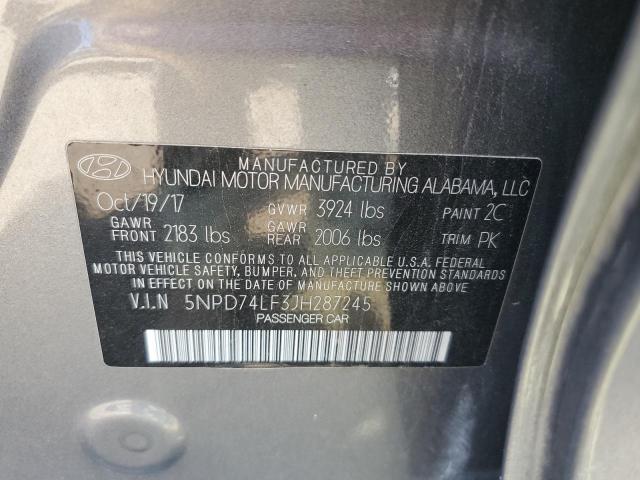 MANUFACTURED BY
HYUNDAI MOTOR MANUFACTURING ALABAMA, LLC
Oct/19/17 GVWR 3924 lbs PAINT 2C
GAWR FRONT 2183 lbs GAWR REAR 2006 lbs TRIM PK
THIS VEHICLE CONFORMS TO ALL APPLICABLE U.S.A. FEDERAL
MOTOR VEHICLE SAFETY, BUMPER, AND THEFT PREVENTION STANDARDS
IN EFFECT ON THE DATE OF MANUFACTURE SHOWN ABOVE.
V.I.N 5NPD74LF3JH287245
PASSENGER CAR